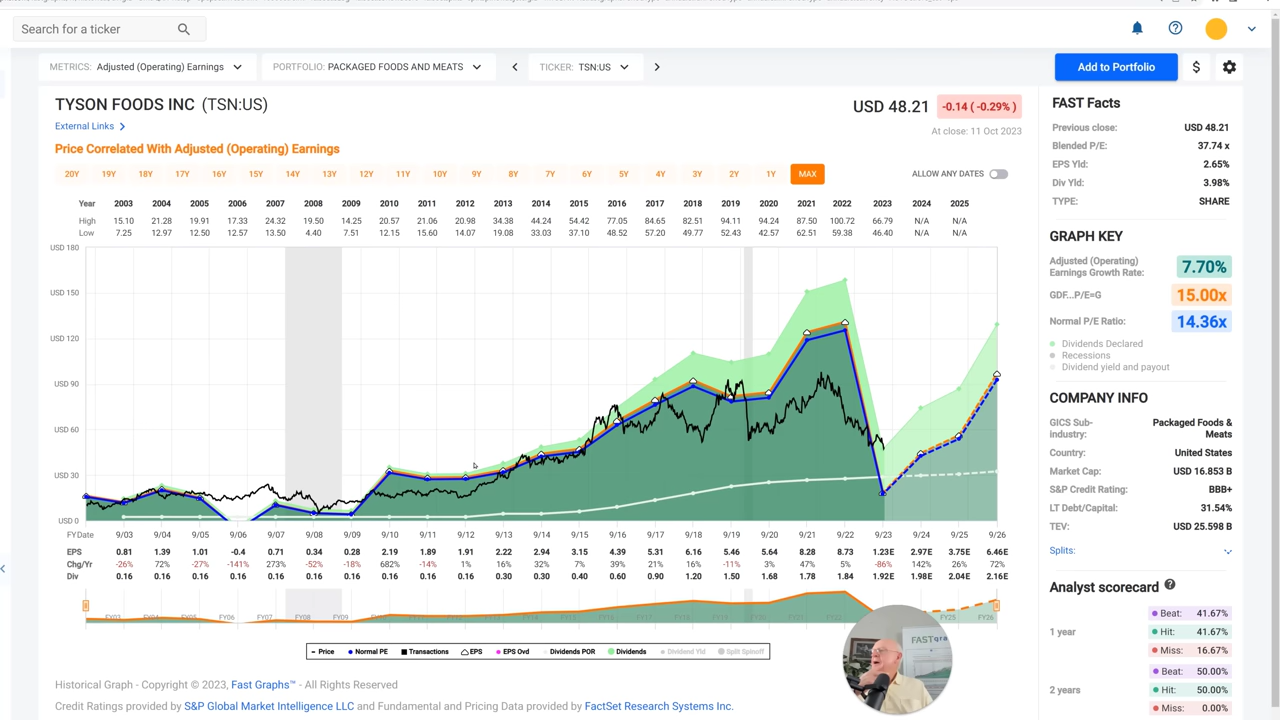 Search for a ticker
METRICS: Adjusted (Operating) Earnings PORTFOLIO: PACKAGED FOODS AND MEATS TICKER: TSN:US Add to Portfolio $
TYSON FOODS INC (TSN:US) USD 48.21 -0.14 ( -0.29% )
External Links At close: 11 Oct 2023
Price Correlated With Adjusted (Operating) Earnings
20Y 19Y 18Y 17Y 16Y 15Y 14Y 13Y 12Y 11Y 10Y 9Y 8Y 7Y 6Y 5Y 4Y 3Y 2Y 1Y MAX ALLOW ANY DATES
Year 2003 2004 2005 2006 2007 2008 2009 2010 2011 2012 2013 2014 2015 2016 2017 2018 2019 2020 2021 2022 2023 2024 2025
High 15.10 21.28 19.91 17.33 24.32 19.50 14.25 20.57 21.06 20.98 34.38 44.24 54.42 77.05 84.65 82.51 94.11 94.24 87.50 100.72 66.79 N/A N/A
Low 7.25 12.97 12.50 12.57 13.50 4.40 7.51 12.15 15.60 14.07 19.08 33.03 37.10 48.52 57.20 49.77 52.43 42.57 62.51 59.38 46.40 N/A N/A
USD 180
USD 150
USD 120
USD 90
USD 60
USD 30
USD 0
FYDate 9/03 9/04 9/05 9/06 9/07 9/08 9/09 9/10 9/11 9/12 9/13 9/14 9/15 9/16 9/17 9/18 9/19 9/20 9/21 9/22 9/23 9/24 9/25 9/26
EPS 0.81 1.39 1.01 -0.4 0.71 0.34 0.28 2.19 1.89 1.91 2.22 2.94 3.15 4.39 5.31 6.16 5.46 5.64 8.28 8.73 1.23E 2.97E 3.75E 6.46E
Chg/Yr -26% 72% -27% -141% 273% -52% -18% 682% -14% 1% 16% 32% 7% 39% 21% 16% -11% 3% 47% 5% -86% 142% 26% 72%
Div 0.16 0.16 0.16 0.16 0.16 0.16 0.16 0.16 0.16 0.16 0.20 0.30 0.40 0.60 0.90 1.20 1.50 1.68 1.78 1.84 1.92E 1.98E 2.04E 2.16E
FY03 FY04 FY05 FY06 FY07 FY08 FY09 FY25 FY26
Price Normal PE Transactions EPS EPS Ovd Dividends POR Dividends Dividend Yld Split Spinoff
Historical Graph - Copyright © 2023, Fast Graphs™ - All Rights Reserved
Credit Ratings provided by S&P Global Market Intelligence LLC and Fundamental and Pricing Data provided by FactSet Research Systems Inc.
FAST Facts
Previous close: USD 48.21
Blended P/E: 37.74 x
EPS Yld: 2.65%
Div Yld: 3.98%
TYPE: SHARE
GRAPH KEY
Adjusted (Operating)
Earnings Growth Rate: 7.70%
GDF...P/E=G 15.00x
Normal P/E Ratio: 14.36x
Dividends Declared
Recessions
Dividend yield and payout
COMPANY INFO
GICS Sub-
industry: Packaged Foods &
Meats
Country: United States
Market Cap: USD 16.853 B
S&P Credit Rating: BBB+
LT Debt/Capital: 31.54%
TEV: USD 25.598 B
Splits:
Analyst scorecard
1 year
Beat: 41.67%
Hit: 41.67%
Miss: 16.67%
2 years
Beat: 50.00%
Hit: 50.00%
Miss: 0.00%